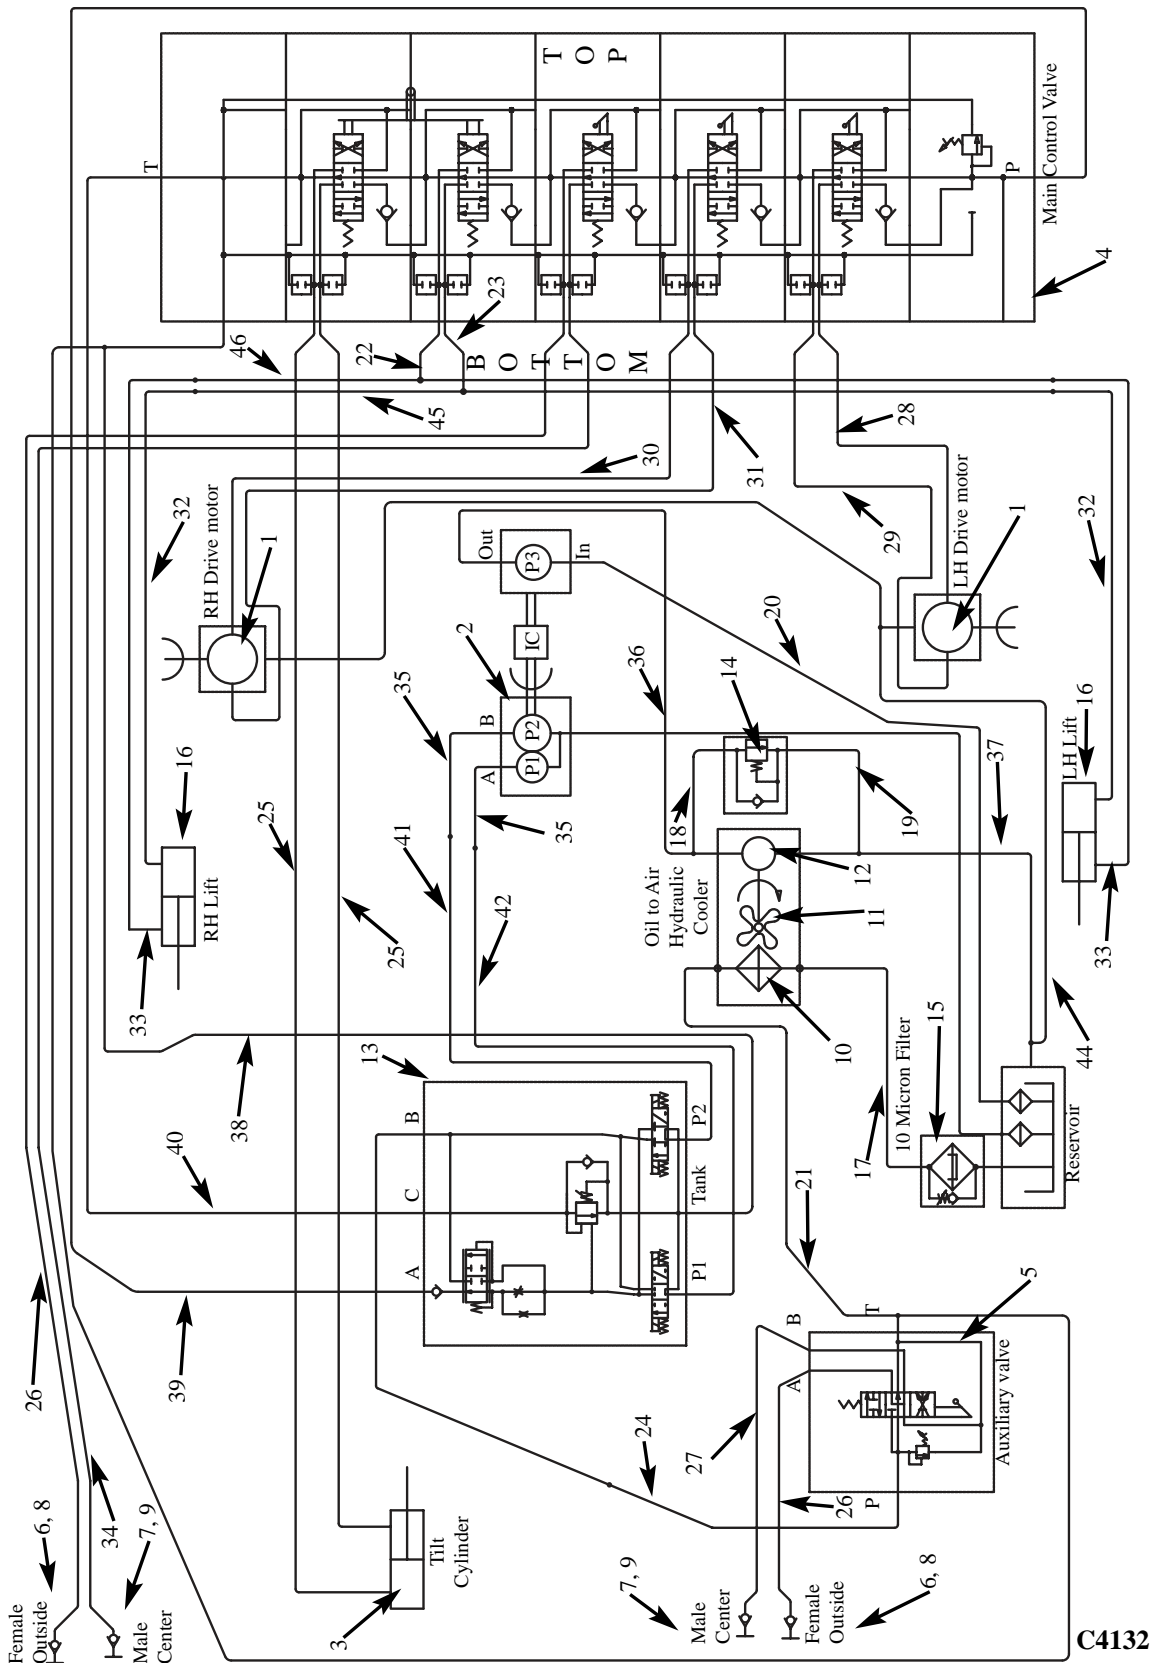 T
O
P
T
P
Main Control Valve
4
B
O
T
T
O
M
46
22
23
45
30
31
28
29
32
RH Drive motor
1
Out
In
P3
IC
2
LH Drive motor
1
32
20
36
14
35
B
A
P2
P1
35
41
42
18
19
37
LH Lift
16
33
16
RH Lift
33
25
25
Oil to Air
Hydraulic
Cooler
12
11
10
10 Micron Filter
15
17
44
Reservoir
13
38
40
39
B
C
A
P2
Tank
P1
21
5
B
T
A
P
Auxiliary valve
24
27
26
26
34
Tilt
Cylinder
3
Female
Outside
6, 8
7, 9
Male
Center
7, 9
Male
Center
Female
Outside
6, 8
C4132